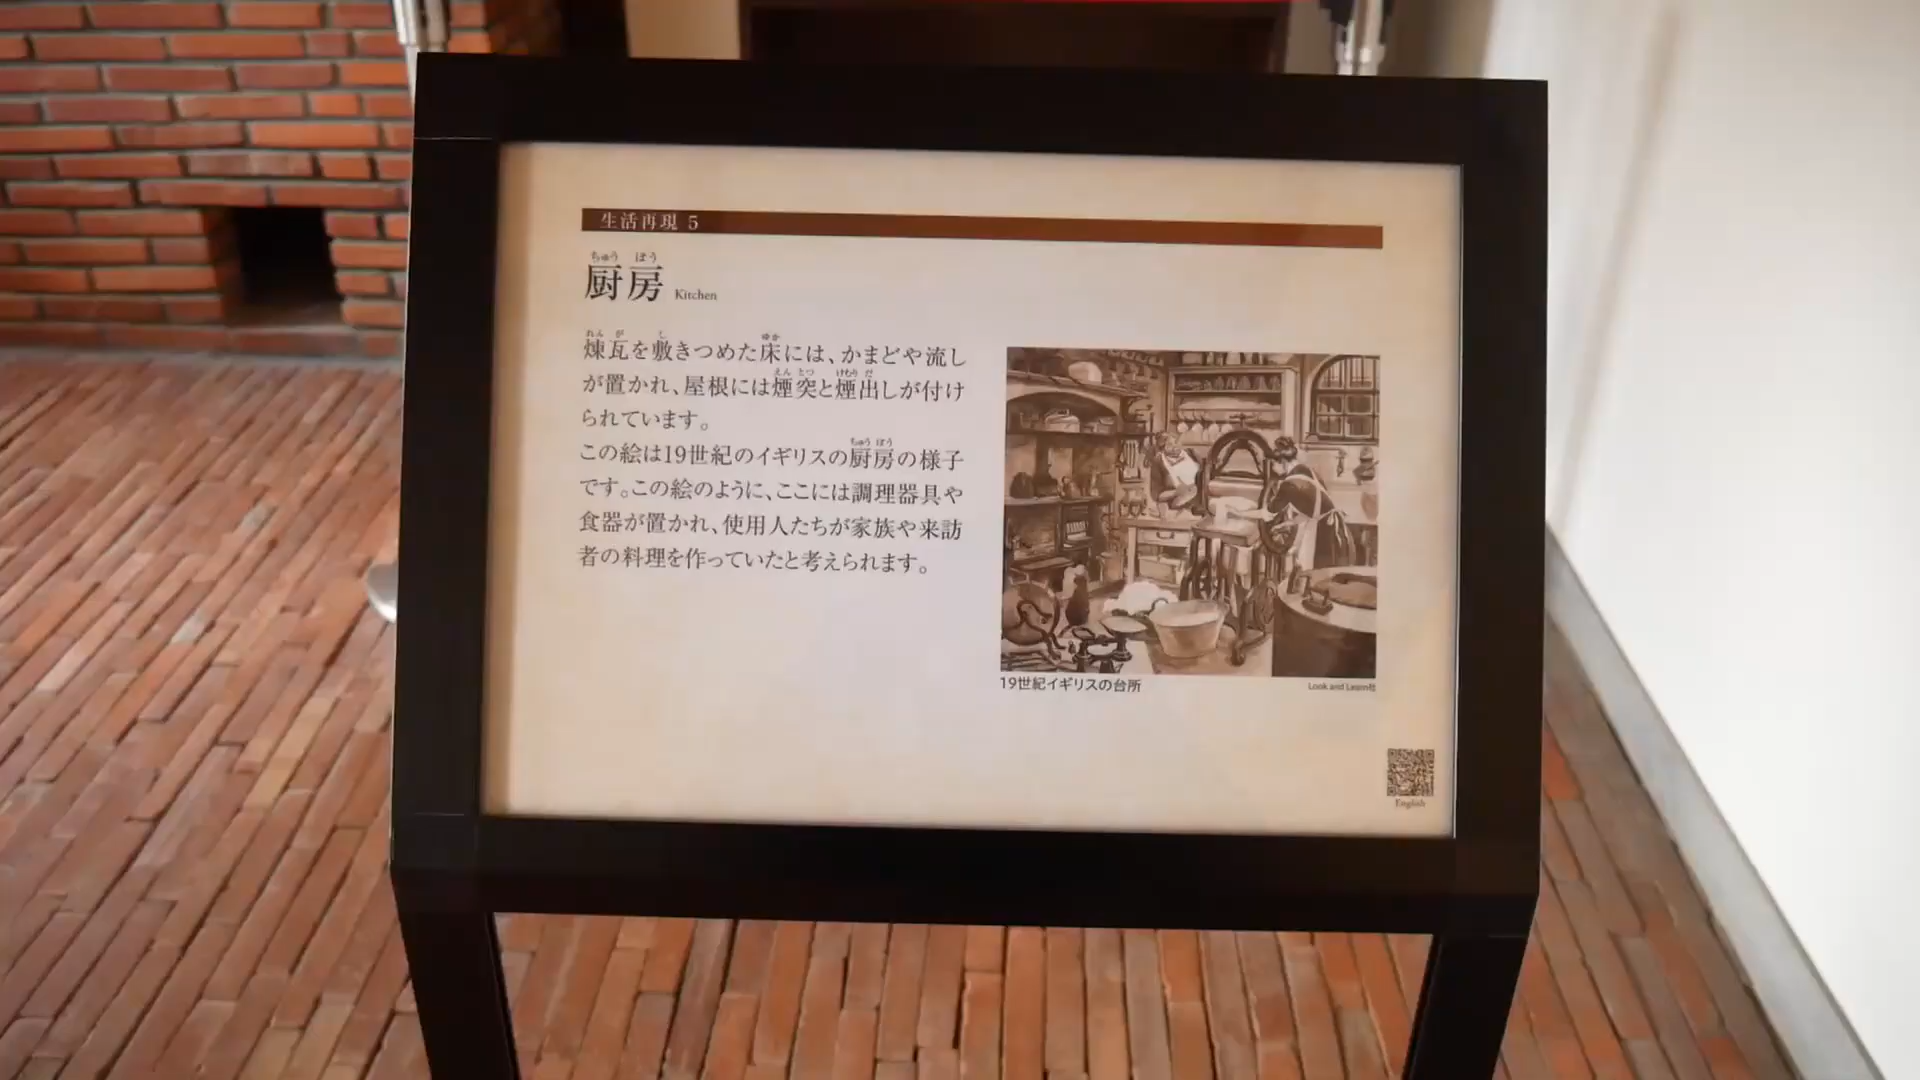 生活再現 5
ちゅう ぼう
厨房 Kitchen
れん が し ゆか
煉瓦を敷きつめた床には、かまどや流し
えん とつ けむり だ
が置かれ、屋根には煙突と煙出しが付け
られています。
ちゅう ぼう
この絵は19世紀のイギリスの厨房の様子
です。この絵のように、ここには調理器具や
食器が置かれ、使用人たちが家族や来訪
者の料理を作っていたと考えられます。
19世紀イギリスの台所
Look and Learn社
English